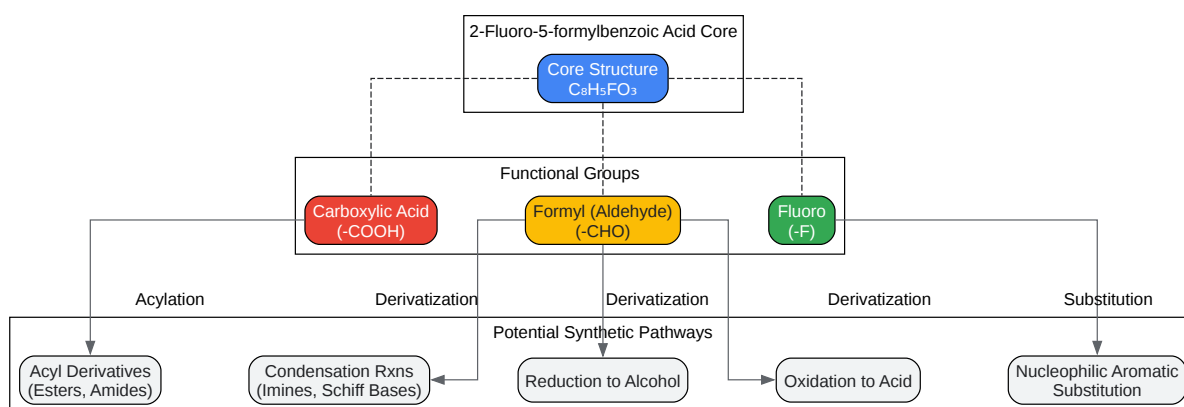 2-Fluoro-5-formylbenzoic Acid Core
Core Structure
C₈H₅FO₃
Functional Groups
Carboxylic Acid
(-COOH)
Formyl (Aldehyde)
(-CHO)
Fluoro
(-F)
Acylation
Derivatization
Derivatization
Derivatization
Substitution
Potential Synthetic Pathways
Acyl Derivatives
(Esters, Amides)
Condensation Rxns
(Imines, Schiff Bases)
Reduction to Alcohol
Oxidation to Acid
Nucleophilic Aromatic
Substitution